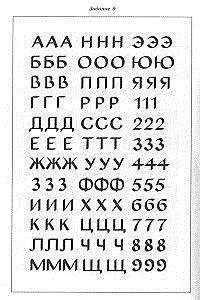 Задание 6
ААА ННН ЭЭЭ
БББ ООО ЮЮЮ
ВВВ ППП ЯЯЯ
ГГГ РРР 111
ДДД ССС 222
ЕЕЕ ТТТ 333
ЖЖЖ УУУ 444
ЗЗЗ ФФФ 555
ИИИ ХХХ 666
ККК ЦЦЦ 777
ЛЛЛ ЧЧЧ 888
МММ ЩЩ 999